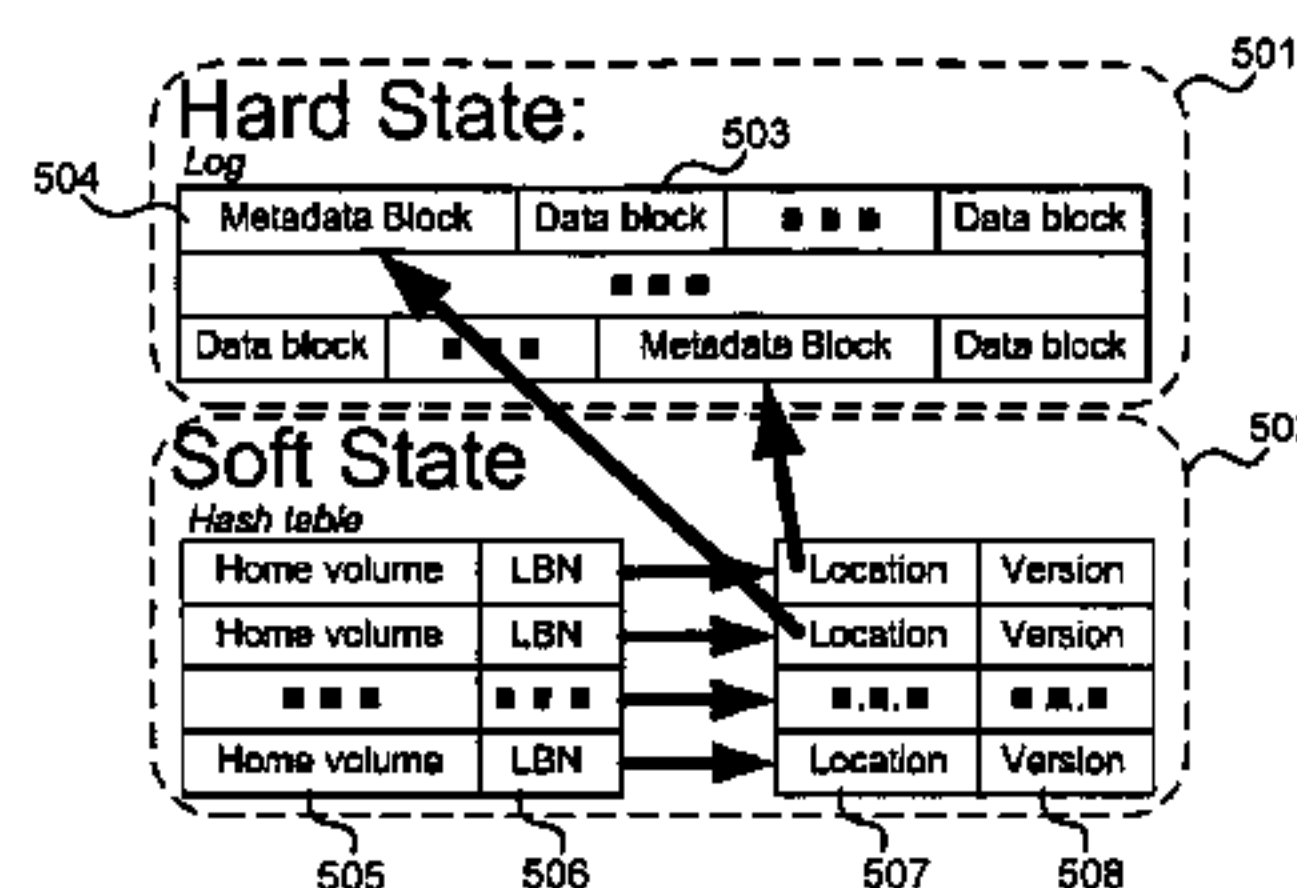 501
Hard State:
503
Log
504
Metadata Block Data block Data block
Data block Metadata Block Data block
502
Soft State
Hash table
Home volume LBN Location Version
Home volume LBN Location Version
Home volume LBN Location Version
505 506 507 508